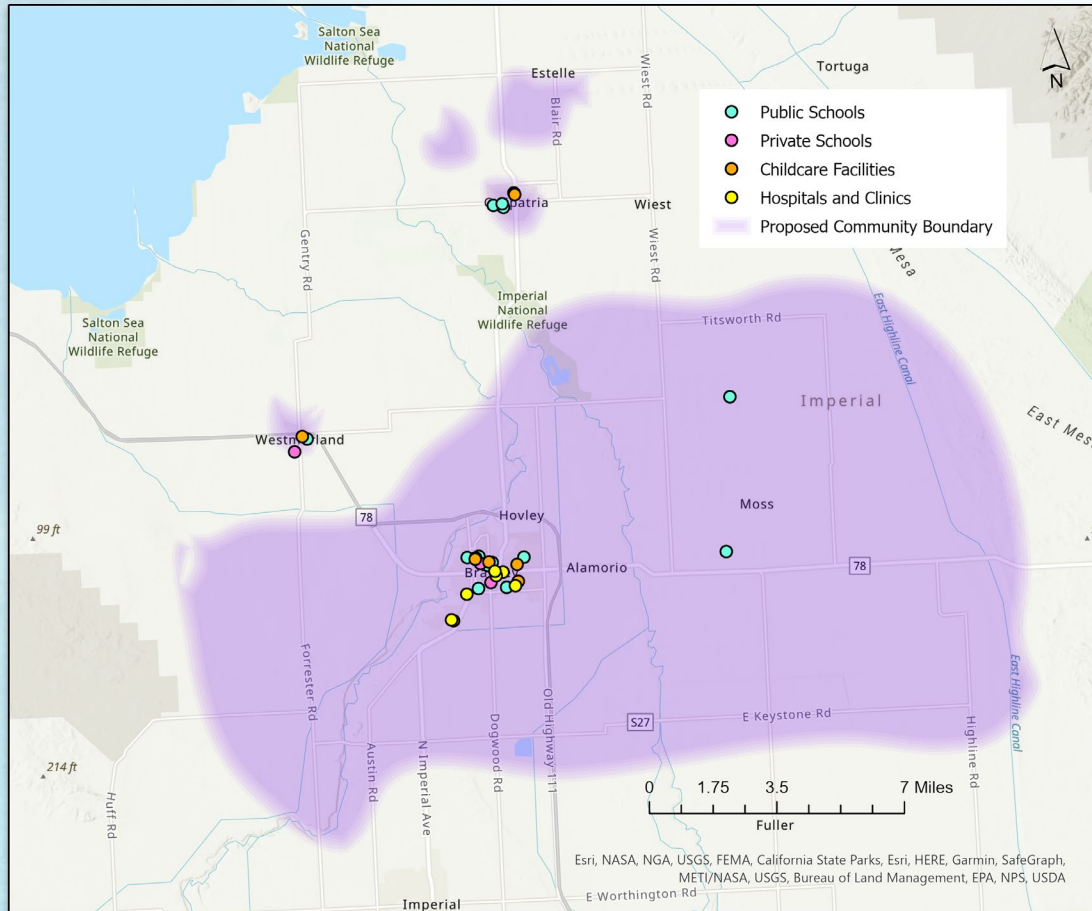 Salton Sea
National
Wildlife Refuge
Estelle
Tortuga
Wiest Rd
Blair Rd
N
Public Schools
Private Schools
Childcare Facilities
Hospitals and Clinics
Proposed Community Boundary
Wiest
Gentry Rd
Wiest Rd
Mesa
Imperial
National
Wildlife Refuge
Salton Sea
National
Wildlife Refuge
Titsworth Rd
East Highline Canal
Imperial
East Mes
78
Moss
Hovley
99 ft
Alamorio
78
Forrester Rd
East Highline Canal
S27
E Keystone Rd
Old Highway 111
Dogwood Rd
Austin Rd
N Imperial Ave
Highline Rd
214 ft
Huff Rd
0 1.75 3.5 7 Miles
Fuller
Esri, NASA, NGA, USGS, FEMA, California State Parks, Esri, HERE, Garmin, SafeGraph,
METI/NASA, USGS, Bureau of Land Management, EPA, NPS, USDA
E Worthington Rd
Imperial